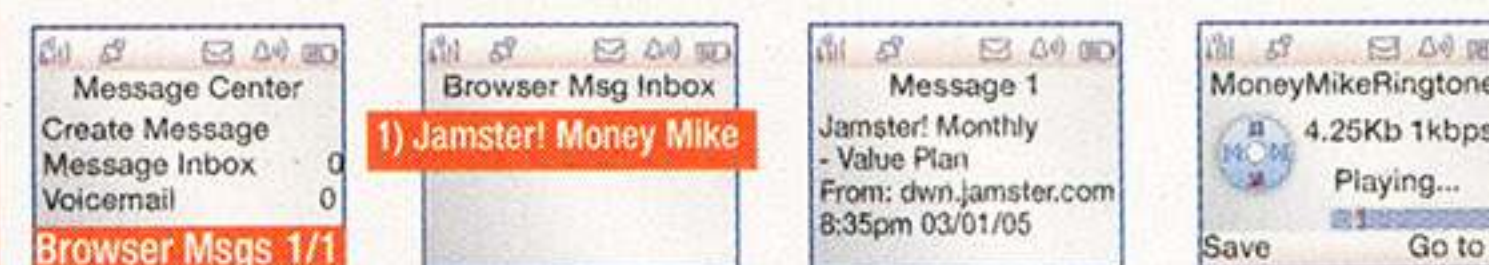 Message Center
Create Message
Message Inbox 0
Voicemail 0
Browser Msgs 1/1
Browser Msg Inbox
1) Jamster! Money Mike
Message 1
Jamster! Monthly
- Value Plan
From: dwn.jamster.com
8:35pm 03/01/05
MoneyMikeRingtone
4.25Kb 1kbps
Playing...
Save Go to